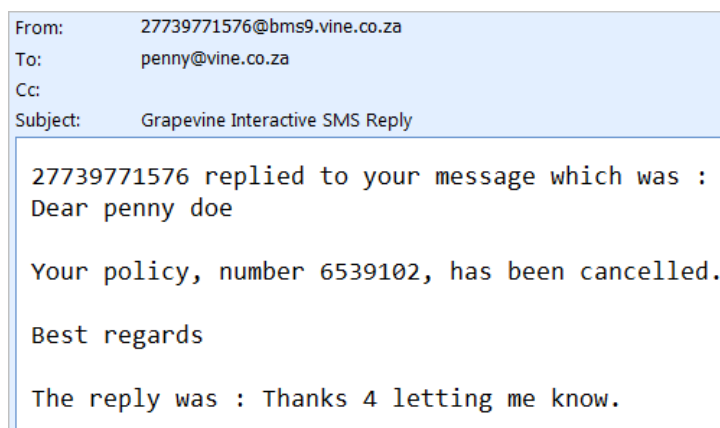 From: 27739771576@bms9.vine.co.za
To: penny@vine.co.za
Cc:
Subject: Grapevine Interactive SMS Reply
27739771576 replied to your message which was :
Dear penny doe
Your policy, number 6539102, has been cancelled.
Best regards
The reply was : Thanks 4 letting me know.